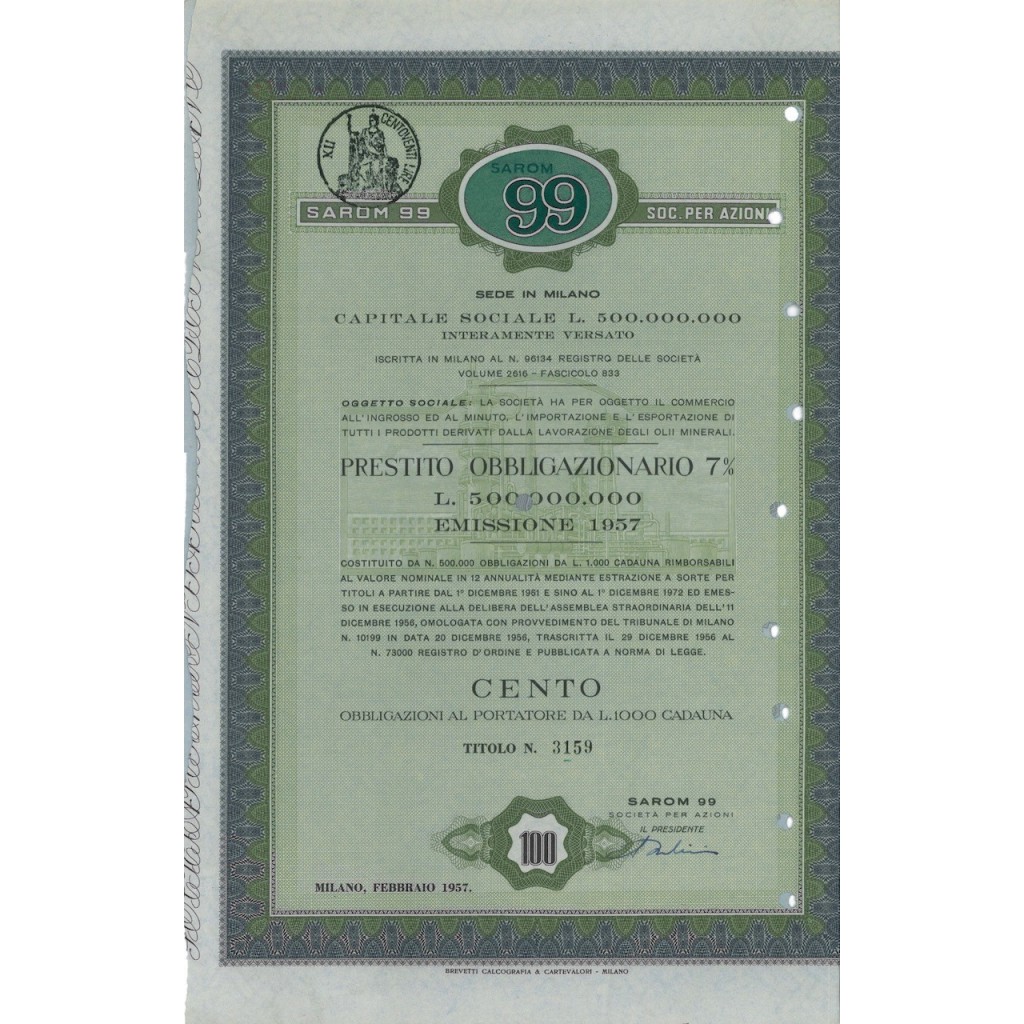 XII CENTOVENTI LIRE
SAROM
99
SAROM 99
SOC. PER AZIONI
SEDE IN MILANO
CAPITALE SOCIALE L. 500.000.000
INTERAMENTE VERSATO
ISCRITTA IN MILANO AL N. 96134 REGISTRO DELLE SOCIETÀ
VOLUME 2616 - FASCICOLO 833
OGGETTO SOCIALE: LA SOCIETÀ HA PER OGGETTO IL COMMERCIO
ALL'INGROSSO ED AL MINUTO, L'IMPORTAZIONE E L'ESPORTAZIONE DI
TUTTI I PRODOTTI DERIVATI DALLA LAVORAZIONE DEGLI OLII MINERALI.
PRESTITO OBBLIGAZIONARIO 7%
L. 500.000.000
EMISSIONE 1957
COSTITUITO DA N. 500.000 OBBLIGAZIONI DA L. 1.000 CADAUNA RIMBORSABILI
AL VALORE NOMINALE IN 12 ANNUALITÀ MEDIANTE ESTRAZIONE A SORTE PER
TITOLI A PARTIRE DAL 1° DICEMBRE 1961 E SINO AL 1° DICEMBRE 1972 ED EMES-
SO IN ESECUZIONE ALLA DELIBERA DELL'ASSEMBLEA STRAORDINARIA DELL'11
DICEMBRE 1956, OMOLOGATA CON PROVVEDIMENTO DEL TRIBUNALE DI MILANO
N. 10199 IN DATA 20 DICEMBRE 1956, TRASCRITTA IL 29 DICEMBRE 1956 AL
N. 73000 REGISTRO D'ORDINE E PUBBLICATA A NORMA DI LEGGE.
CENTO
OBBLIGAZIONI AL PORTATORE DA L.1000 CADAUNA
TITOLO N. 3159
SAROM 99
SOCIETÀ PER AZIONI
IL PRESIDENTE
100
MILANO, FEBBRAIO 1957.
BREVETTI CALCOGRAFIA & CARTEVALORI - MILANO